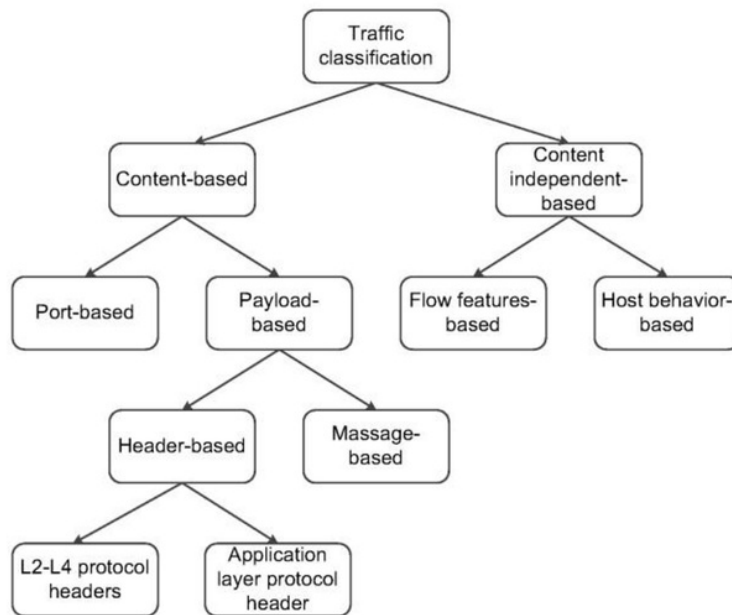 Traffic
classification
Content-based
Content
independent-
based
Port-based
Payload-
based
Flow features-
based
Host behavior-
based
Header-based
Massage-
based
L2-L4 protocol
headers
Application
layer protocol
header